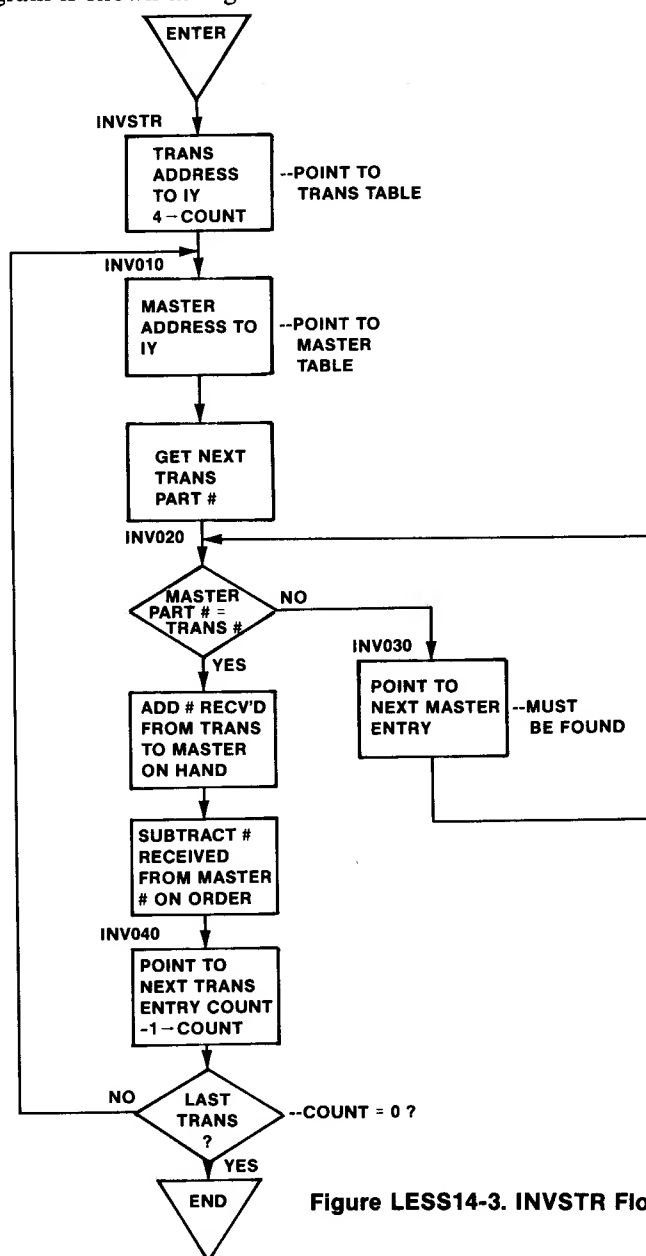 ENTER
INVSTR
TRANS
ADDRESS
TO IY
4→COUNT
--POINT TO
TRANS TABLE
INV010
MASTER
ADDRESS TO
IY
--POINT TO
MASTER
TABLE
GET NEXT
TRANS
PART #
INV020
MASTER
PART # =
TRANS #
NO
YES
INV030
POINT TO
NEXT MASTER
ENTRY
--MUST
BE FOUND
ADD # RECV'D
FROM TRANS
TO MASTER
ON HAND
SUBTRACT #
RECEIVED
FROM MASTER
# ON ORDER
INV040
POINT TO
NEXT TRANS
ENTRY COUNT
-1→COUNT
NO
LAST
TRANS
?
--COUNT = 0 ?
YES
END
Figure LESS14-3. INVSTR Flo